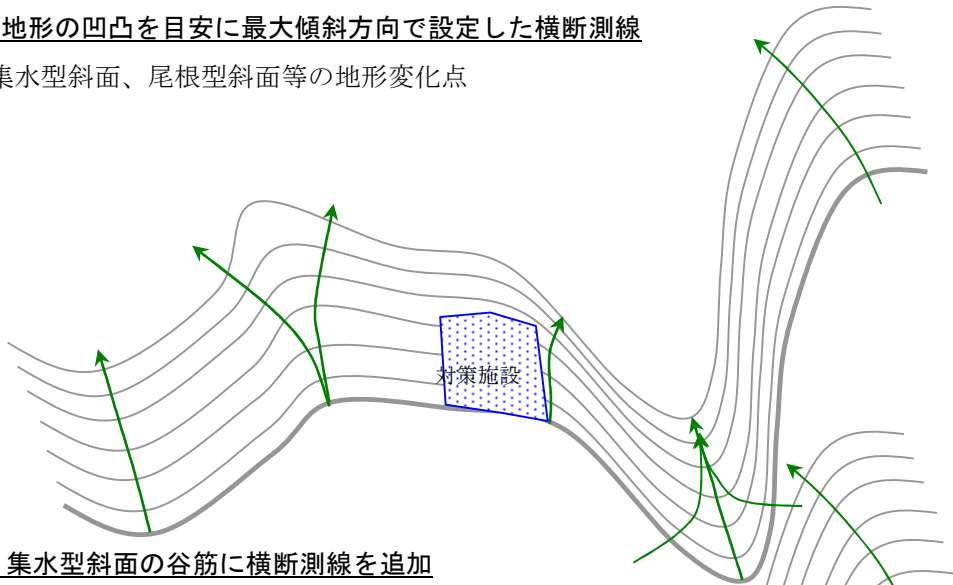 地形の凹凸を目安に最大傾斜方向で設定した横断測線
集水型斜面、尾根型斜面等の地形変化点
対策施設
集水型斜面の谷筋に横断測線を追加